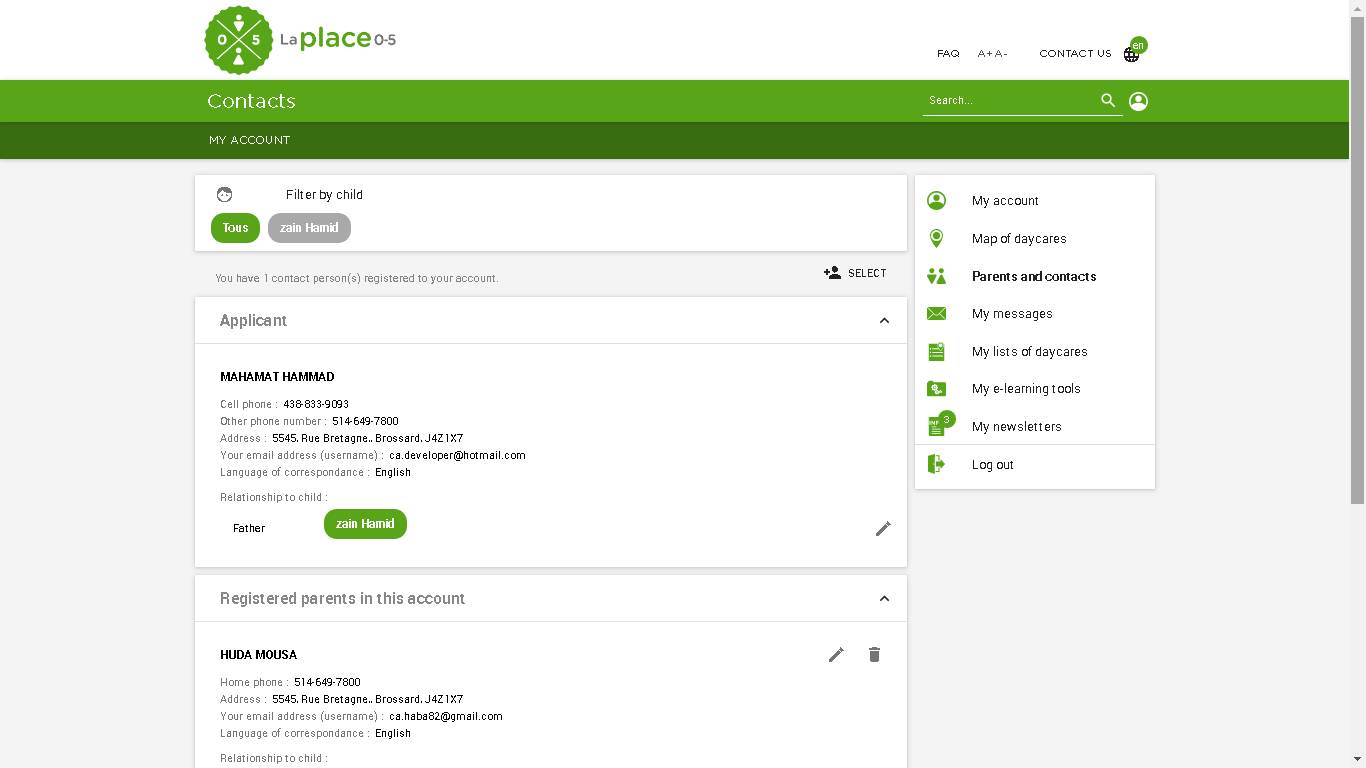 0 5
La place 0-5
FAQ A+ A- CONTACT US en
Contacts
Search...
MY ACCOUNT
Filter by child
Tous zain Hamid
You have 1 contact person(s) registered to your account.
SELECT
Applicant
MAHAMAT HAMMAD
Cell phone : 438-833-9093
Other phone number : 514-649-7800
Address : 5545, Rue Bretagne,, Brossard, J4Z1X7
Your email address (username) : ca.developer@hotmail.com
Language of correspondance : English
Relationship to child :
Father zain Hamid
Registered parents in this account
HUDA MOUSA
Home phone : 514-649-7800
Address : 5545, Rue Bretagne,, Brossard, J4Z1X7
Your email address (username) : ca.haba82@gmail.com
Language of correspondance : English
Relationship to child :
My account
Map of daycares
Parents and contacts
My messages
My lists of daycares
My e-learning tools
3
My newsletters
Log out